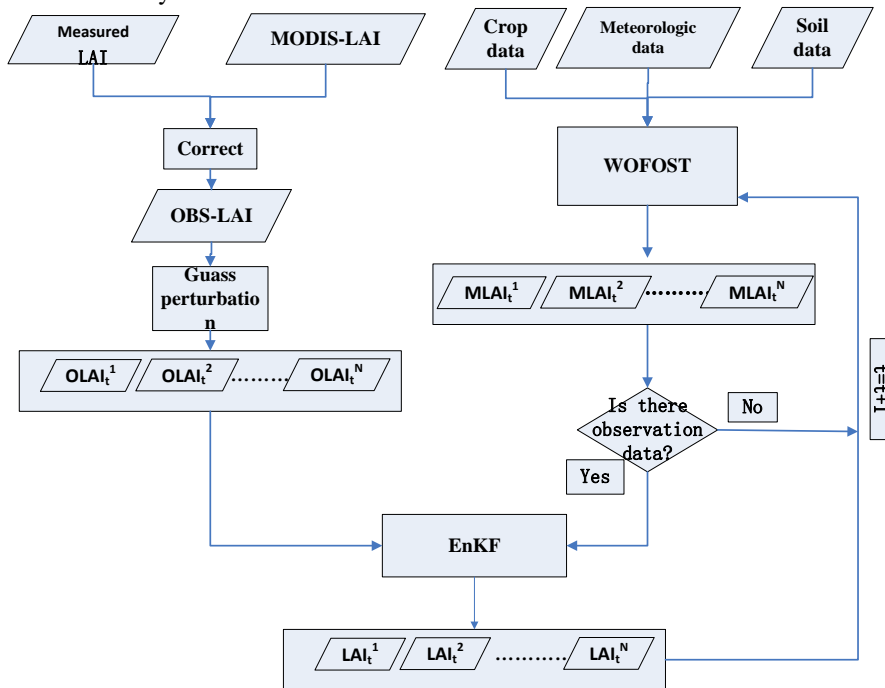 Measured
LAI
MODIS-LAI
Crop
data
Meteorologic
data
Soil
data
Correct
WOFOST
OBS-LAI
Guass
perturbatio
n
MLAIt1 MLAIt2 ......... MLAItN
OLAIt1 OLAIt2 ......... OLAItN
t=t+1
Is there
observation
data?
No
Yes
EnKF
LAIt1 LAIt2 ........... LAItN